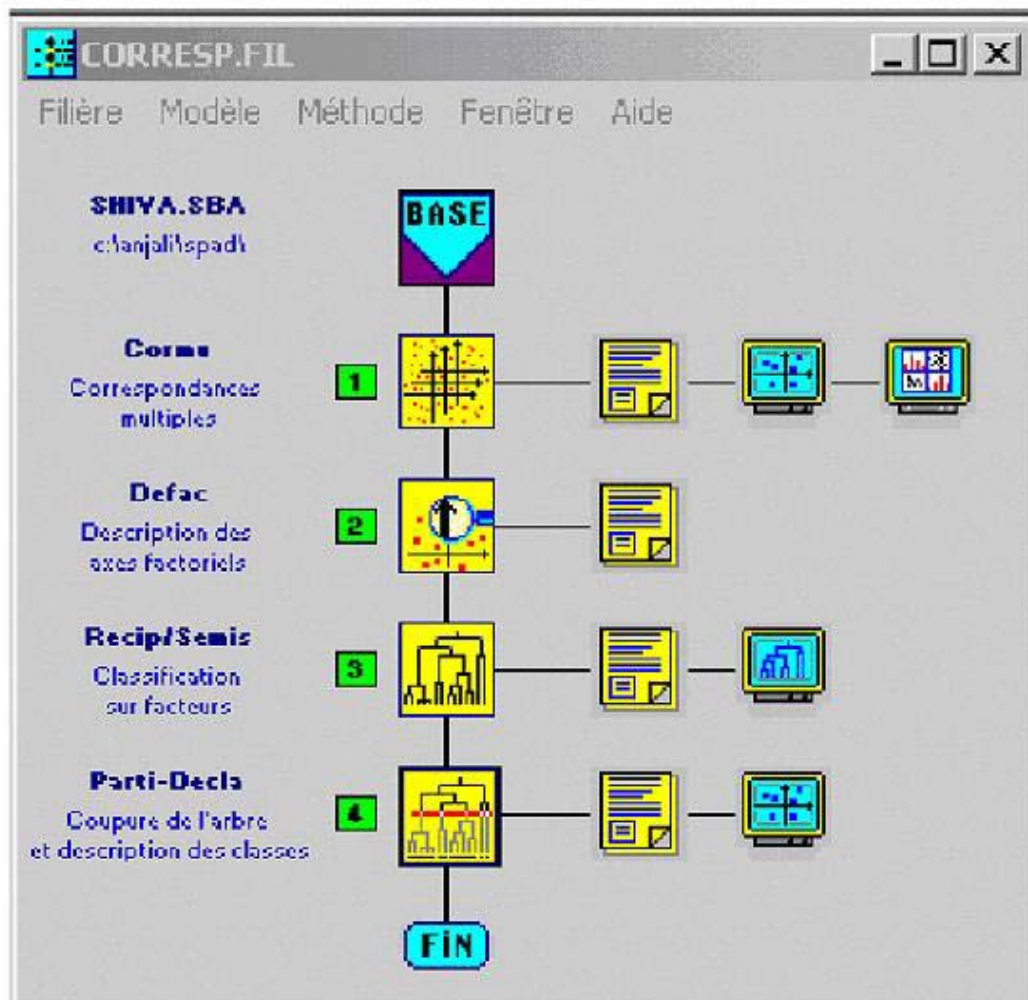 CORRESP.FIL
Filière Modèle Méthode Fenêtre Aide
SHIVA.SBA
c:\anjali\spad\
BASE
Corme
Correspondances
multiples
1
Defac
Description des
axes factoriels
2
Recip/Semis
Classification
sur facteurs
3
Parti-Decla
Coupure de l'arbre
et description des classes
4
FIN